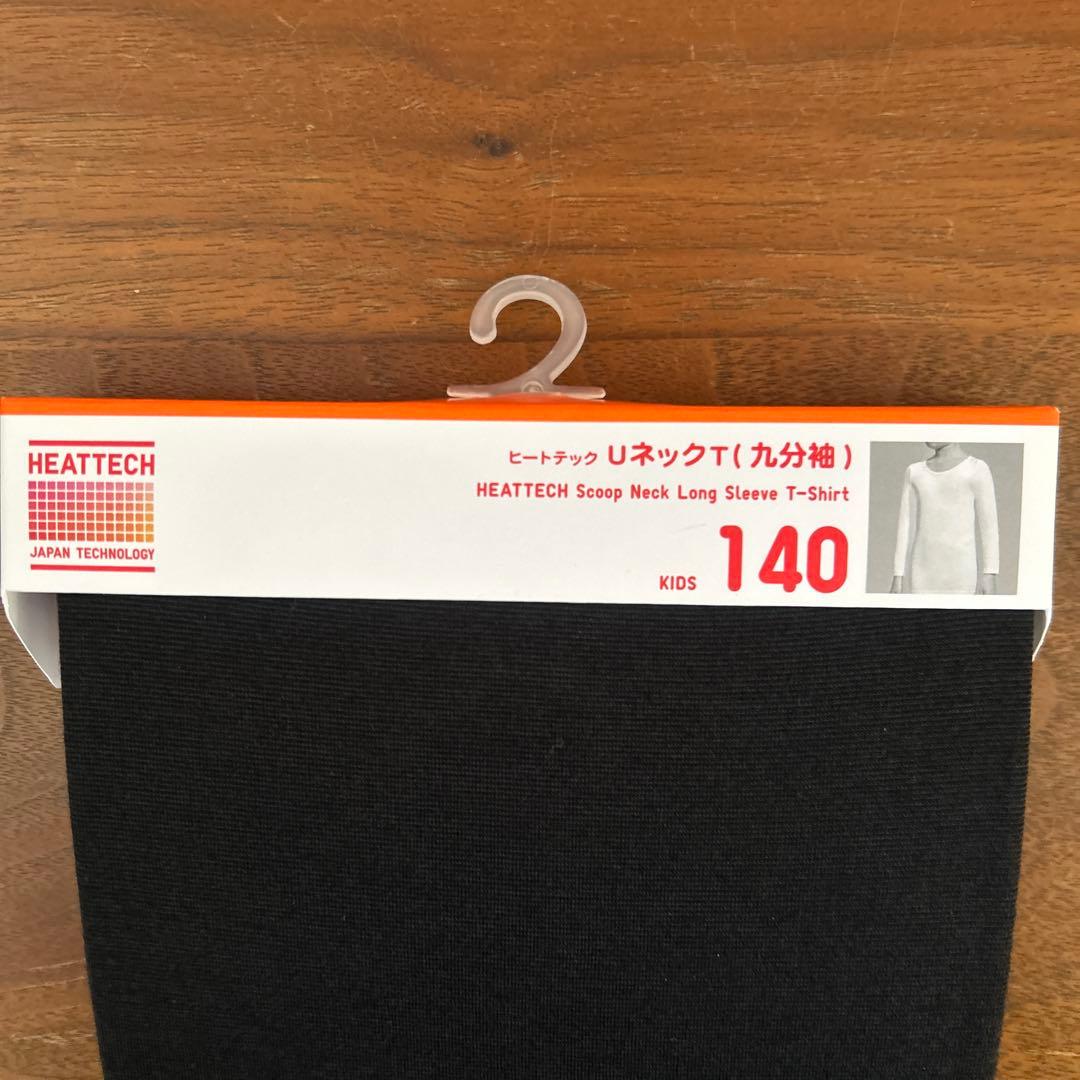 HEATTECH
JAPAN TECHNOLOGY
ヒートテック UネックT(九分袖)
HEATTECH Scoop Neck Long Sleeve T-Shirt
KIDS 140